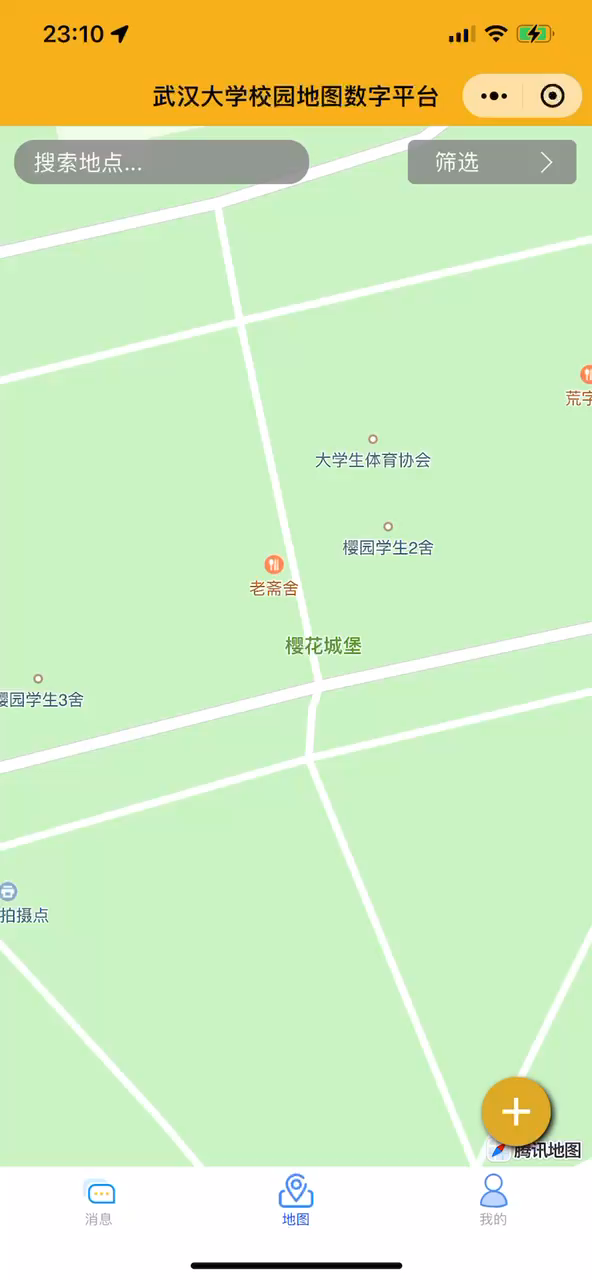 23:10
武汉大学校园地图数字平台
搜索地点...
筛选
荒字
大学生体育协会
樱园学生2舍
老斋舍
樱花城堡
樱园学生3舍
拍摄点
腾讯地图
消息
地图
我的